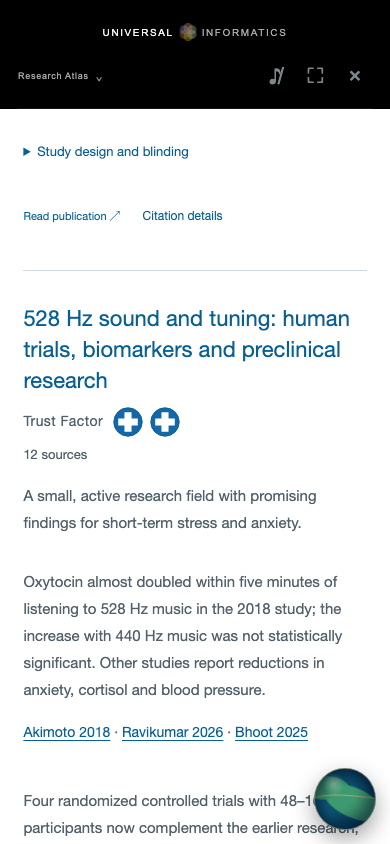 UNIVERSAL INFORMATICS
Research Atlas
Study design and blinding
Read publication ↗ Citation details
528 Hz sound and tuning: human
trials, biomarkers and preclinical
research
Trust Factor
12 sources
A small, active research field with promising
findings for short-term stress and anxiety.
Oxytocin almost doubled within five minutes of
listening to 528 Hz music in the 2018 study; the
increase with 440 Hz music was not statistically
significant. Other studies report reductions in
anxiety, cortisol and blood pressure.
Akimoto 2018 · Ravikumar 2026 · Bhoot 2025
Four randomized controlled trials with
participants now complement the earlier research,